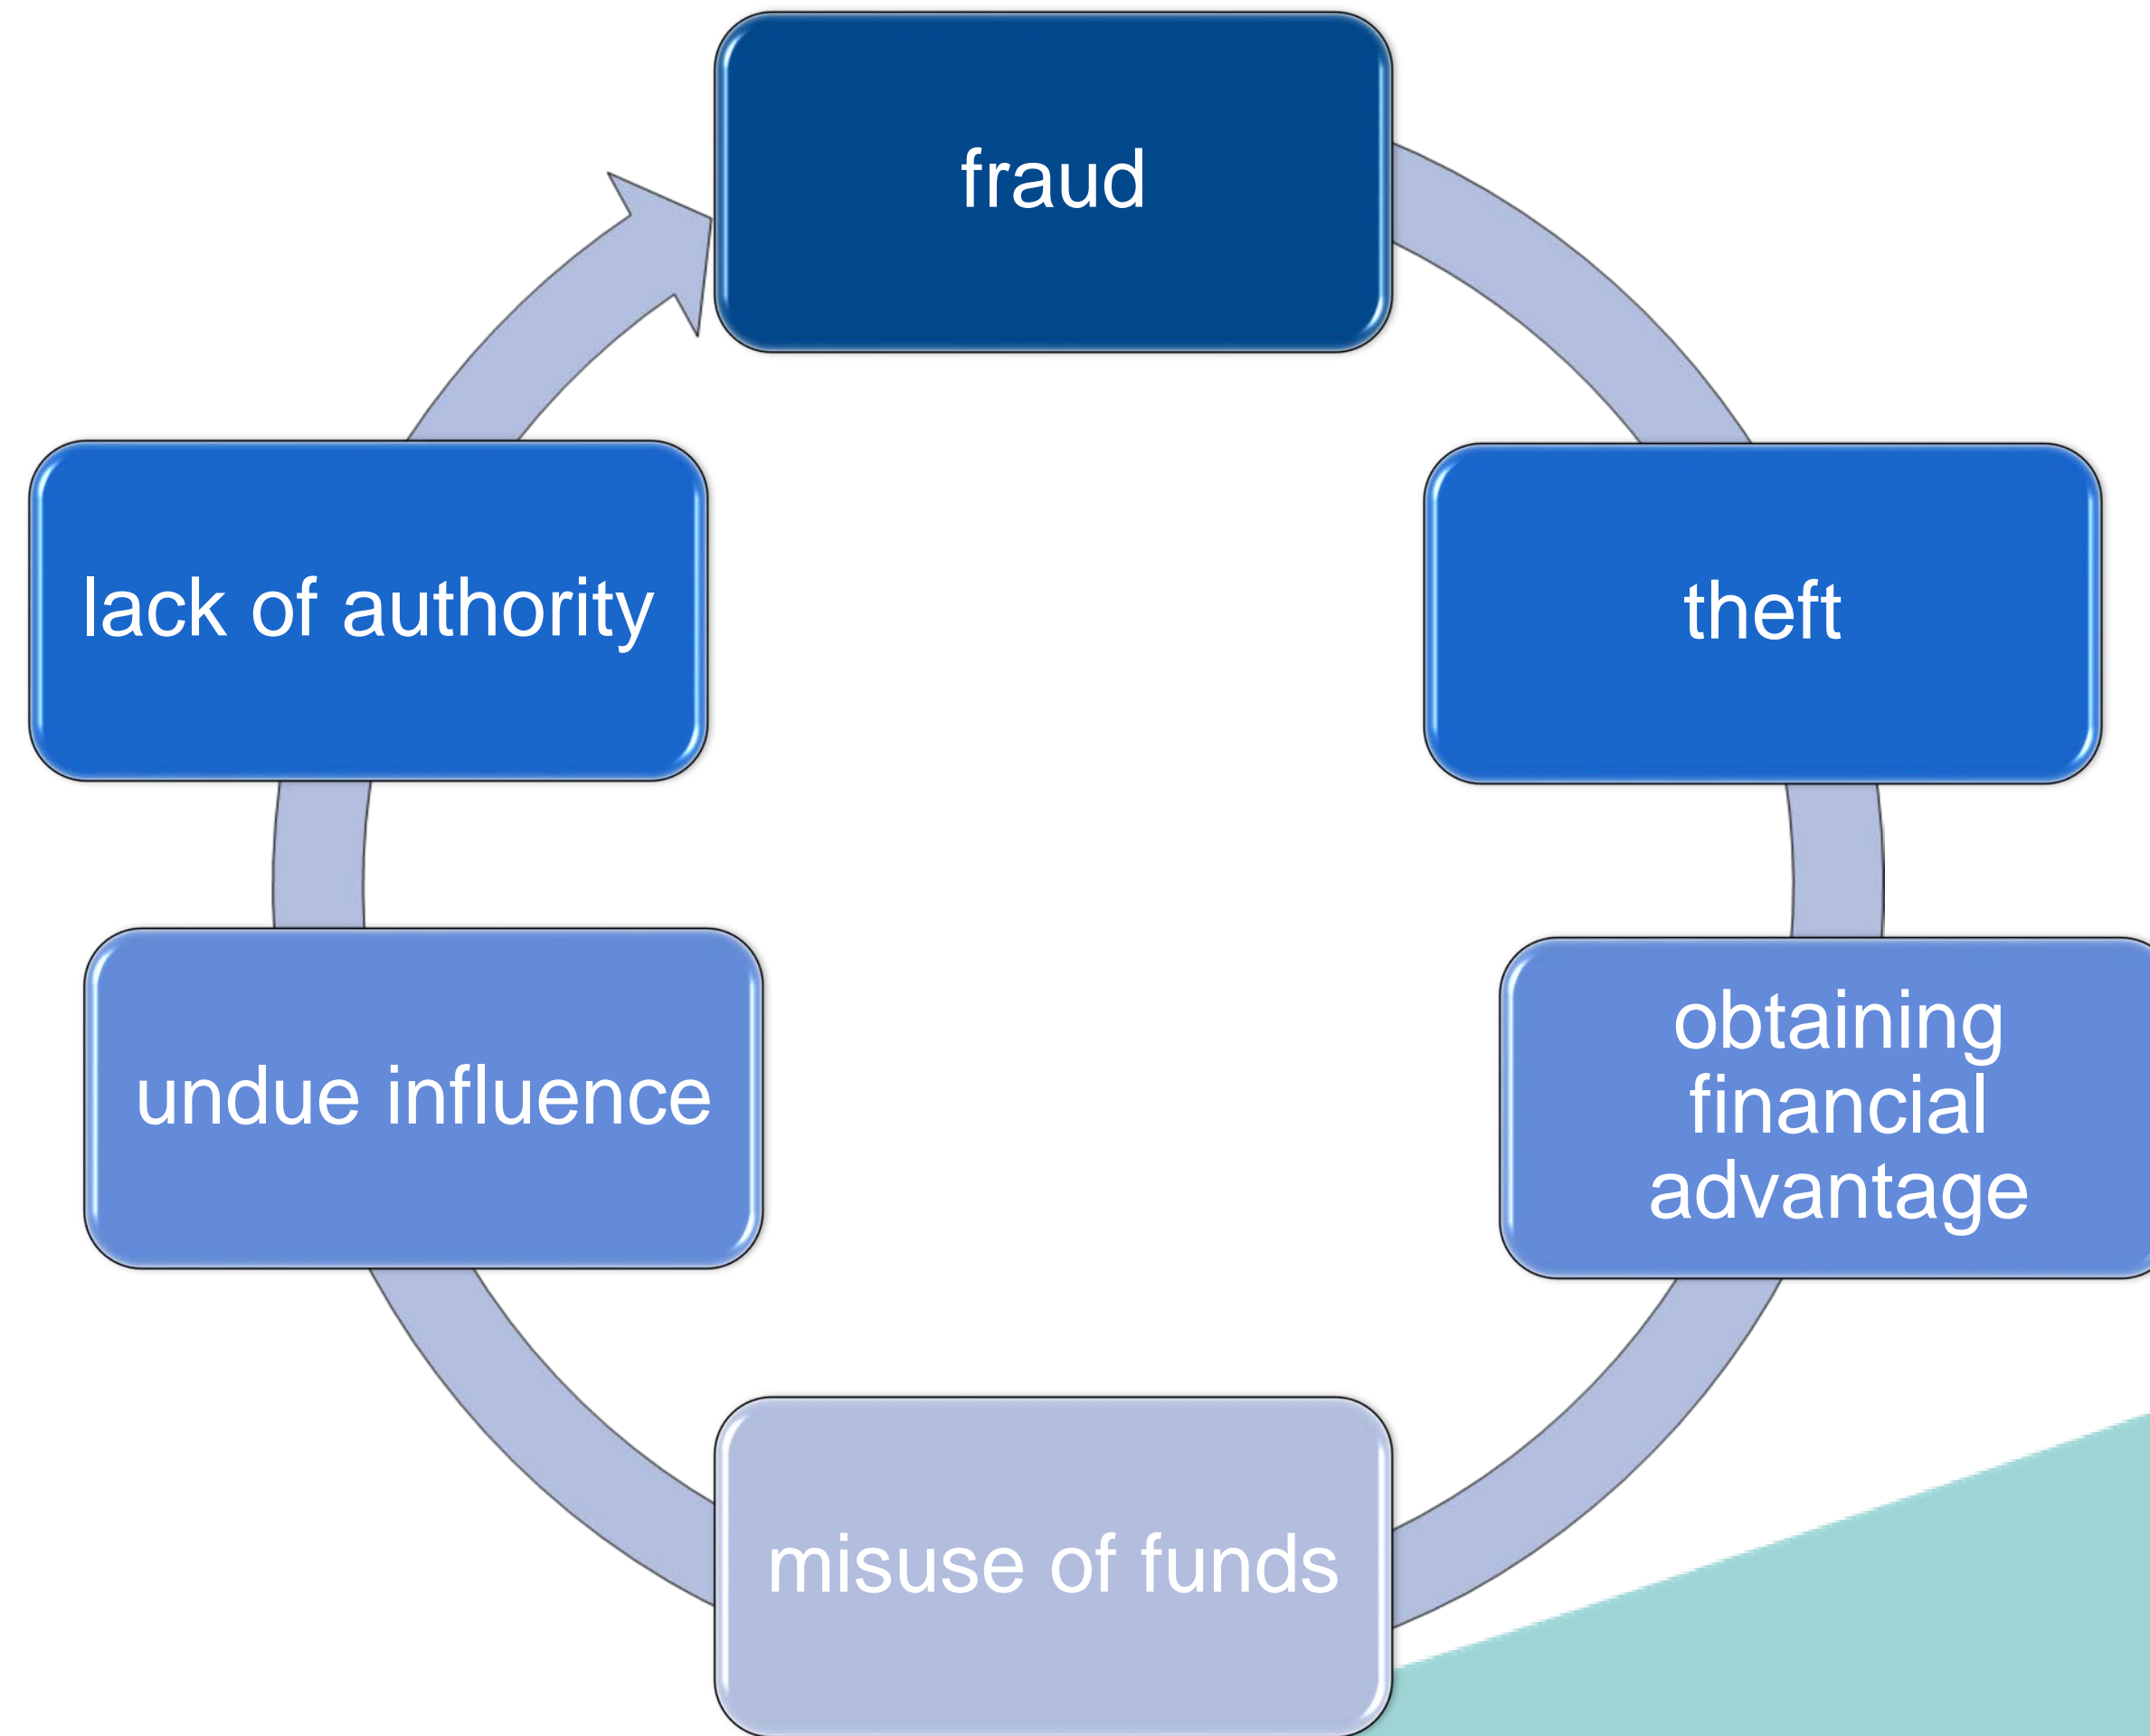 fraud
theft
obtaining
financial
advantage
misuse of funds
undue influence
lack of authority